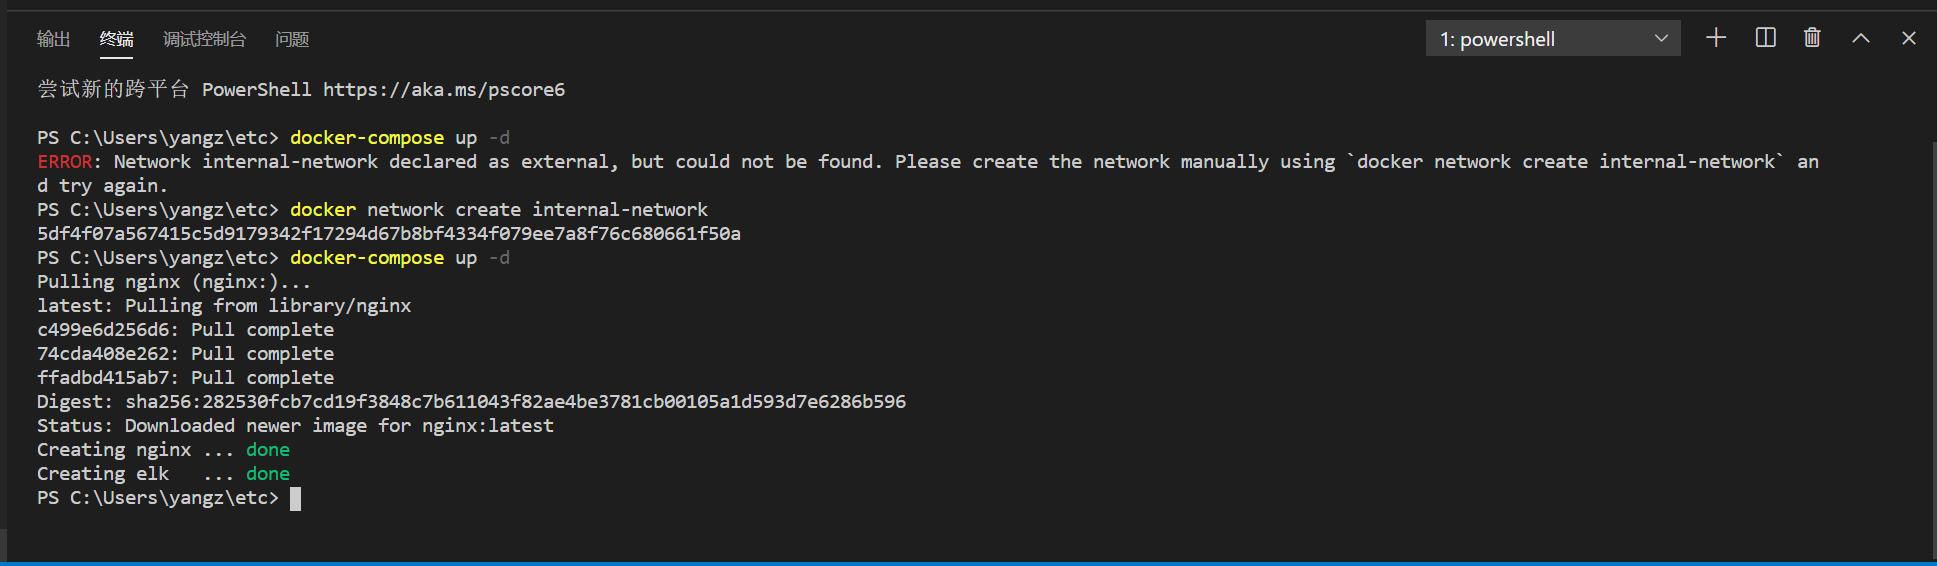 输出 终端 调试控制台 问题 1: powershell
尝试新的跨平台 PowerShell https://aka.ms/pscore6
PS C:\Users\yangz\etc> docker-compose up -d
ERROR: Network internal-network declared as external, but could not be found. Please create the network manually using `docker network create internal-network` an
d try again.
PS C:\Users\yangz\etc> docker network create internal-network
5df4f07a567415c5d9179342f17294d67b8bf4334f079ee7a8f76c680661f50a
PS C:\Users\yangz\etc> docker-compose up -d
Pulling nginx (nginx:)...
latest: Pulling from library/nginx
c499e6d256d6: Pull complete
74cda408e262: Pull complete
ffadbd415ab7: Pull complete
Digest: sha256:282530fcb7cd19f3848c7b611043f82ae4be3781cb00105a1d593d7e6286b596
Status: Downloaded newer image for nginx:latest
Creating nginx ... done
Creating elk   ... done
PS C:\Users\yangz\etc>